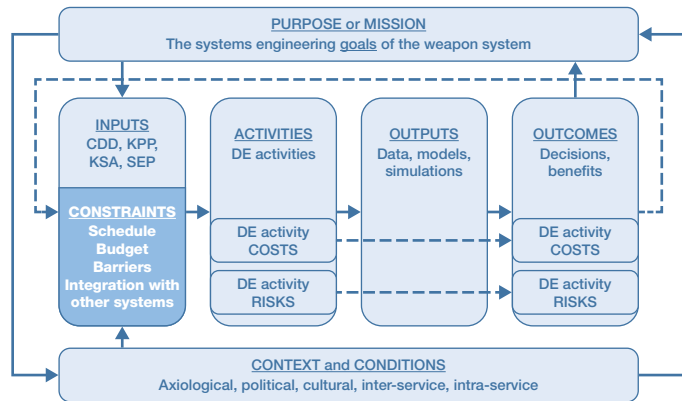 PURPOSE or MISSION
The systems engineering goals of the weapon system
INPUTS
CDD, KPP,
KSA, SEP
CONSTRAINTS
Schedule
Budget
Barriers
Integration with
other systems
ACTIVITIES
DE activities
DE activity
COSTS
DE activity
RISKS
OUTPUTS
Data, models,
simulations
OUTCOMES
Decisions,
benefits
DE activity
COSTS
DE activity
RISKS
CONTEXT and CONDITIONS
Axiological, political, cultural, inter-service, intra-service